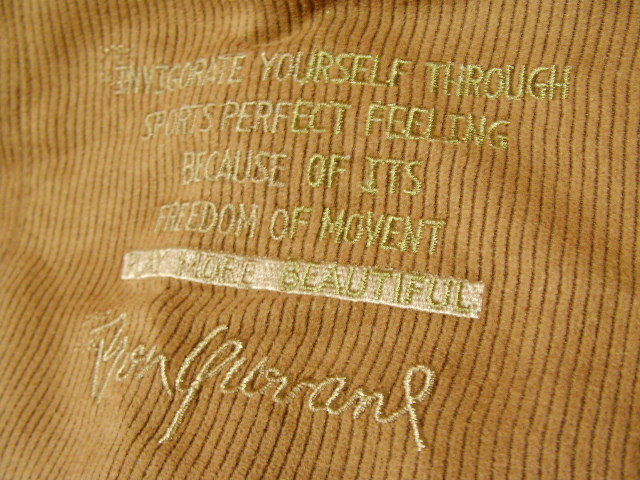 INVIGORATE YOURSELF THROUGH
SPORTS PERFECT FEELING
BECAUSE OF ITS
FREEDOM OF MOVENT
MORE BEAUTIFUL